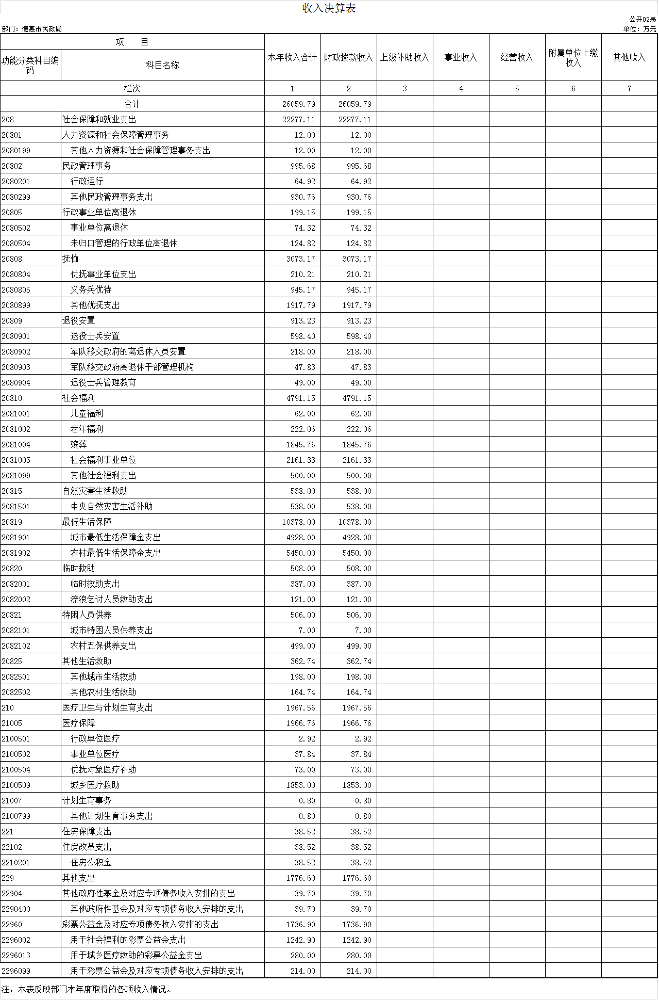 收入决算表
公开02表
部门：德惠市民政局 单位：万元
项 目 本年收入合计 财政拨款收入 上级补助收入 事业收入 经营收入 附属单位上缴收入 其他收入
功能分类科目编码 科目名称
栏次 1 2 3 4 5 6 7
合计 26059.79 26059.79
208 社会保障和就业支出 22277.11 22277.11
20801 人力资源和社会保障管理事务 12.00 12.00
2080199 其他人力资源和社会保障管理事务支出 12.00 12.00
20802 民政管理事务 995.68 995.68
2080201 行政运行 64.92 64.92
2080299 其他民政管理事务支出 930.76 930.76
20805 行政事业单位离退休 199.15 199.15
2080502 事业单位离退休 74.32 74.32
2080504 未归口管理的行政单位离退休 124.82 124.82
20808 抚恤 3073.17 3073.17
2080804 优抚事业单位支出 210.21 210.21
2080805 义务兵优待 945.17 945.17
2080899 其他优抚支出 1917.79 1917.79
20809 退役安置 913.23 913.23
2080901 退役士兵安置 598.40 598.40
2080902 军队移交政府的离退休人员安置 218.00 218.00
2080903 军队移交政府离退休干部管理机构 47.83 47.83
2080904 退役士兵管理教育 49.00 49.00
20810 社会福利 4791.15 4791.15
2081001 儿童福利 62.00 62.00
2081002 老年福利 222.06 222.06
2081004 殡葬 1845.76 1845.76
2081005 社会福利事业单位 2161.33 2161.33
2081099 其他社会福利支出 500.00 500.00
20815 自然灾害生活救助 538.00 538.00
2081501 中央自然灾害生活补助 538.00 538.00
20819 最低生活保障 10378.00 10378.00
2081901 城市最低生活保障金支出 4928.00 4928.00
2081902 农村最低生活保障金支出 5450.00 5450.00
20820 临时救助 508.00 508.00
2082001 临时救助支出 387.00 387.00
2082002 流浪乞讨人员救助支出 121.00 121.00
20821 特困人员供养 506.00 506.00
2082101 城市特困人员供养支出 7.00 7.00
2082102 农村五保供养支出 499.00 499.00
20825 其他生活救助 362.74 362.74
2082501 其他城市生活救助 198.00 198.00
2082502 其他农村生活救助 164.74 164.74
210 医疗卫生与计划生育支出 1967.56 1967.56
21005 医疗保障 1966.76 1966.76
2100501 行政单位医疗 2.92 2.92
2100502 事业单位医疗 37.84 37.84
2100504 优抚对象医疗补助 73.00 73.00
2100509 城乡医疗救助 1853.00 1853.00
21007 计划生育事务 0.80 0.80
2100799 其他计划生育事务支出 0.80 0.80
221 住房保障支出 38.52 38.52
22102 住房改革支出 38.52 38.52
2210201 住房公积金 38.52 38.52
229 其他支出 1776.60 1776.60
22904 其他政府性基金及对应专项债务收入安排的支出 39.70 39.70
2290400 其他政府性基金及对应专项债务收入安排的支出 39.70 39.70
22960 彩票公益金及对应专项债务收入安排的支出 1736.90 1736.90
2296002 用于社会福利的彩票公益金支出 1242.90 1242.90
2296013 用于城乡医疗救助的彩票公益金支出 280.00 280.00
2296099 用于彩票公益金及对应专项债务收入安排的支出 214.00 214.00
注：本表反映部门本年度取得的各项收入情况。